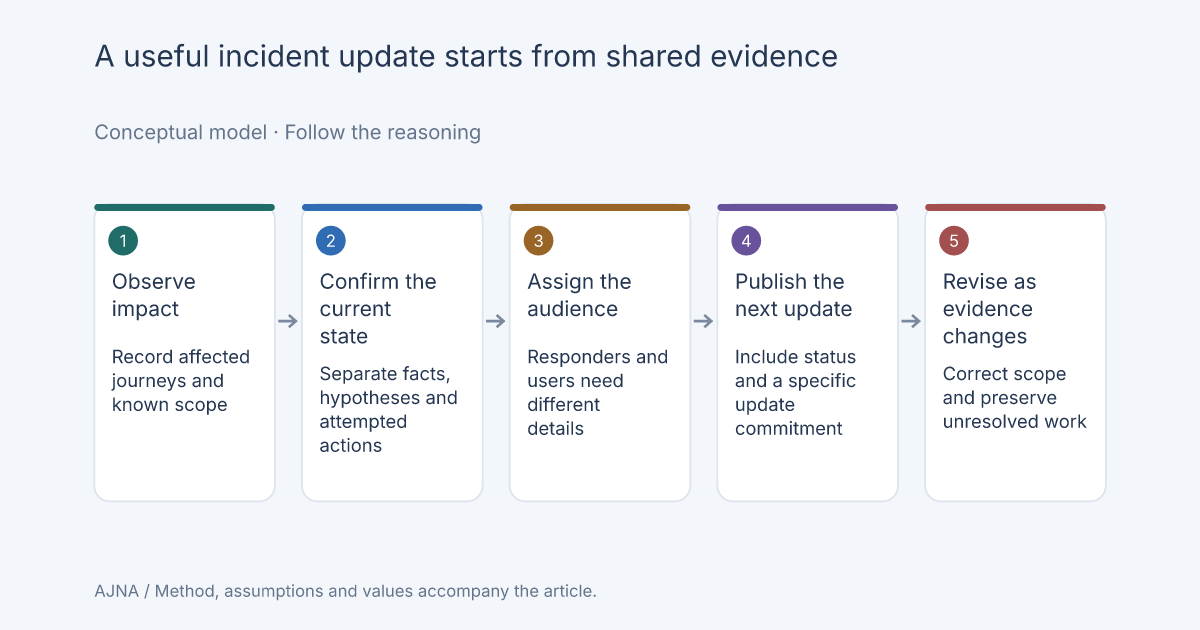 A useful incident update starts from shared evidence
Conceptual model · Follow the reasoning
1
Observe
impact
Record affected
journeys and
known scope
2
Confirm the
current
state
Separate facts,
hypotheses and
attempted
actions
3
Assign the
audience
Responders and
users need
different
details
4
Publish the
next update
Include status
and a specific
update
commitment
5
Revise as
evidence
changes
Correct scope
and preserve
unresolved work
AJNA / Method, assumptions and values accompany the article.